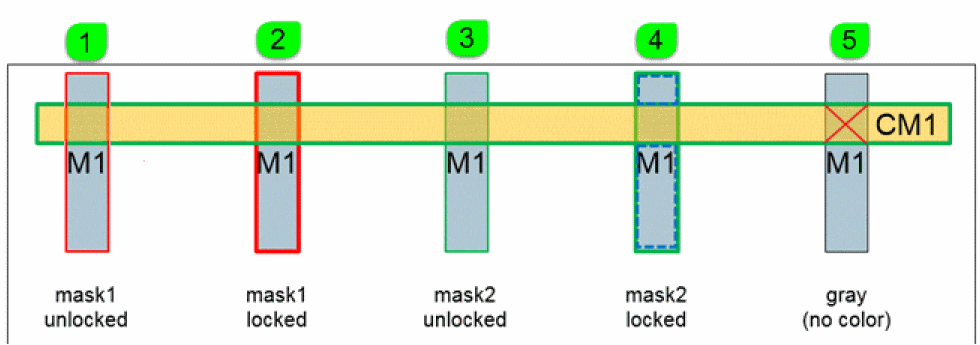 1 2 3 4 5
CM1
M1 M1 M1 M1 M1
mask1 mask1 mask2 mask2 gray
unlocked locked unlocked locked (no color)